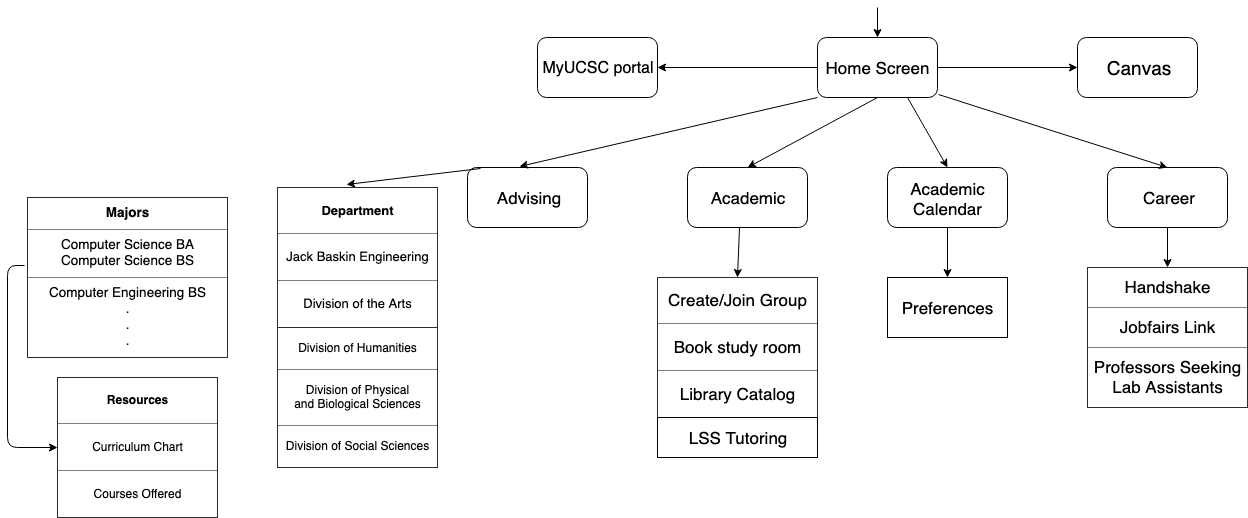 MyUCSC portal
Home Screen
Canvas
Advising
Academic
Academic
Calendar
Career
Majors
Computer Science BA
Computer Science BS
Computer Engineering BS
.
.
.
Resources
Curriculum Chart
Courses Offered
Department
Jack Baskin Engineering
Division of the Arts
Division of Humanities
Division of Physical
and Biological Sciences
Division of Social Sciences
Create/Join Group
Book study room
Library Catalog
LSS Tutoring
Preferences
Handshake
Jobfairs Link
Professors Seeking
Lab Assistants